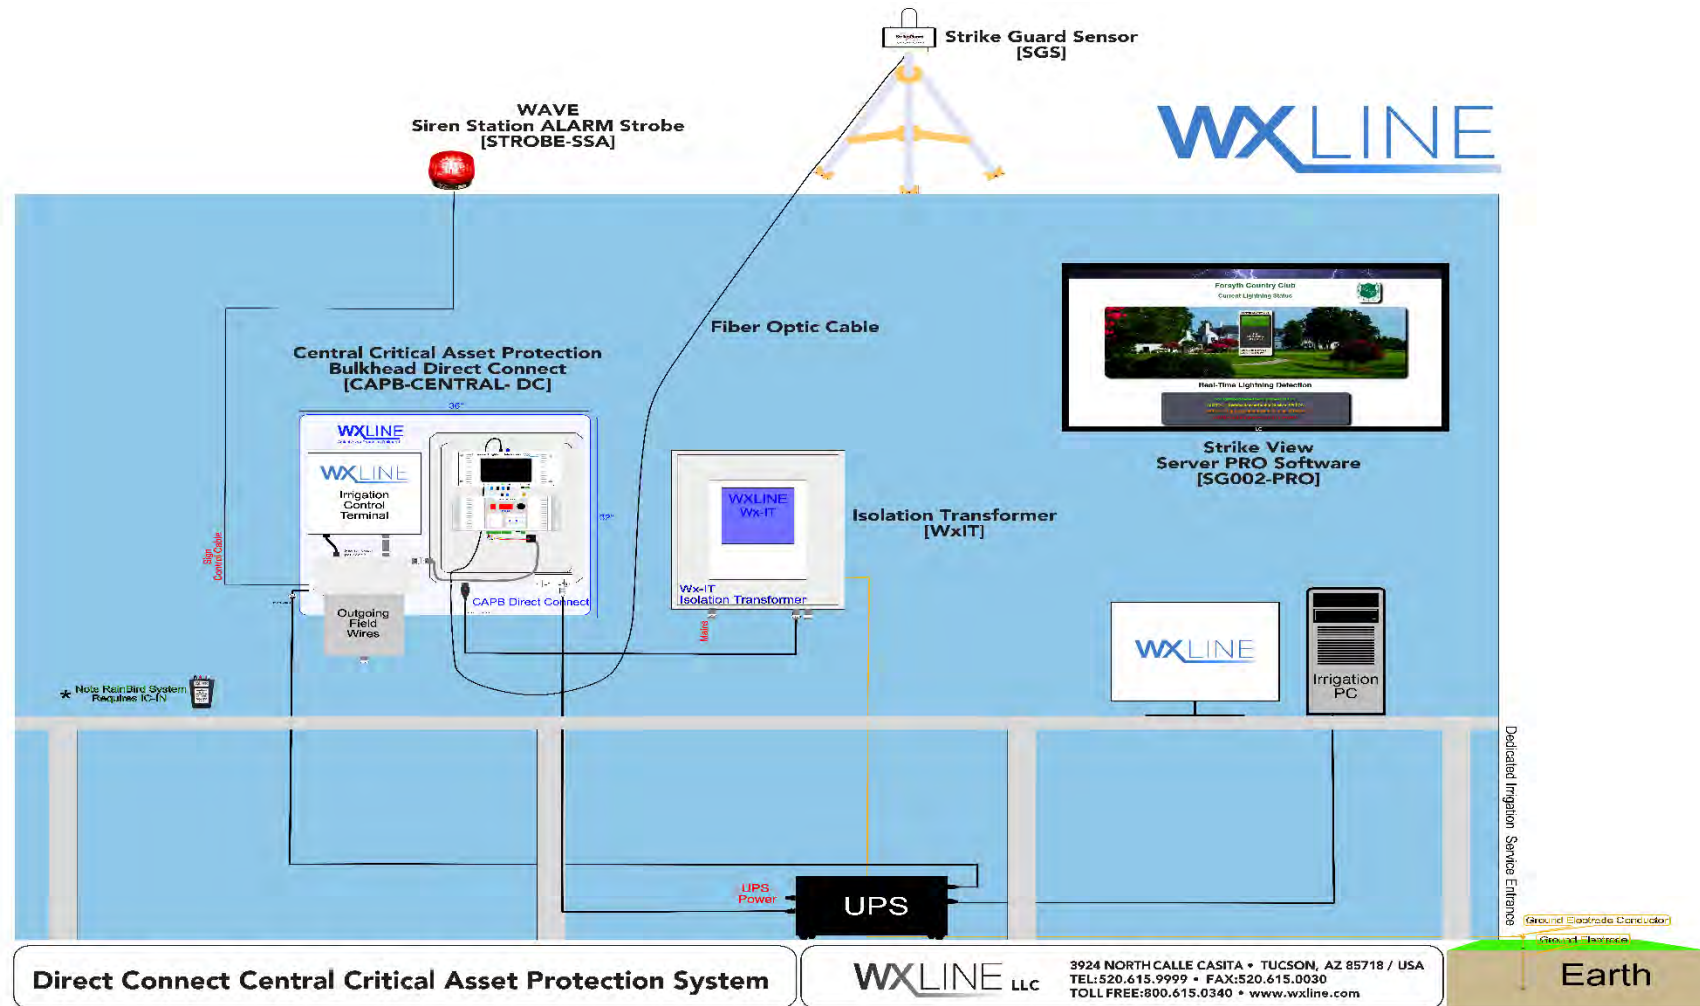 Strike Guard Sensor
[SGS]
WAVE
Siren Station ALARM Strobe
[STROBE-SSA]
WXLINE
Fiber Optic Cable
Forsyth Country Club
Current Lightning Status
Real-Time Lightning Detection
Central Critical Asset Protection
Bulkhead Direct Connect
[CAPB-CENTRAL- DC]
36"
WXLINE
WXLINE
Irrigation
Control
Terminal
32"
Sign
Control Cable
CAPB Direct Connect
Outgoing
Field
Wires
WXLINE
Wx-IT
Wx-IT
Isolation Transformer
Mains
Isolation Transformer
[WxIT]
Strike View
Server PRO Software
[SG002-PRO]
WXLINE
Irrigation
PC
* Note RainBird System
Requires IC-IN
UPS
Power
UPS
Dedicated Irrigation Service Entrance
Ground Electrode Conductor
Ground Electrode
Earth
Direct Connect Central Critical Asset Protection System
WXLINE LLC
3924 NORTH CALLE CASITA • TUCSON, AZ 85718 / USA
TEL:520.615.9999 • FAX:520.615.0030
TOLL FREE:800.615.0340 • www.wxline.com